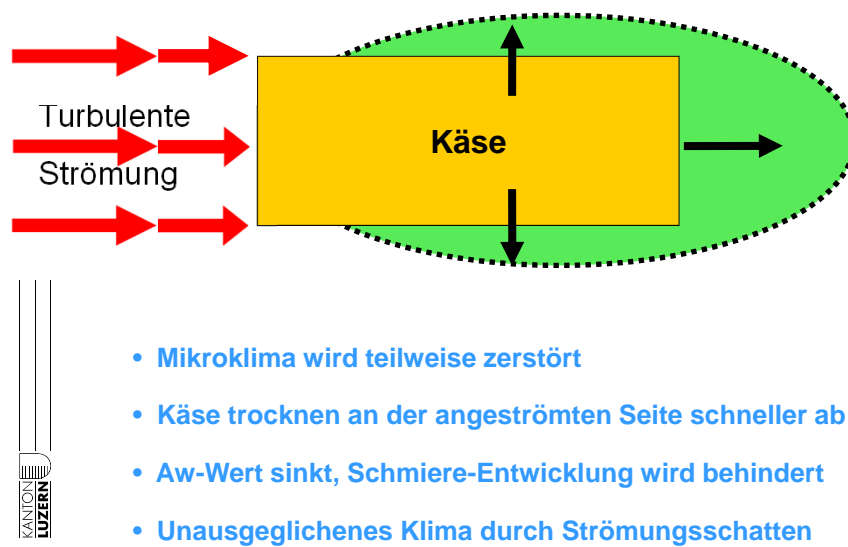 Turbulente
Strömung
Käse
• Mikroklima wird teilweise zerstört
• Käse trocknen an der angeströmten Seite schneller ab
• Aw-Wert sinkt, Schmiere-Entwicklung wird behindert
• Unausgeglichenes Klima durch Strömungsschatten
KANTON
LUZERN